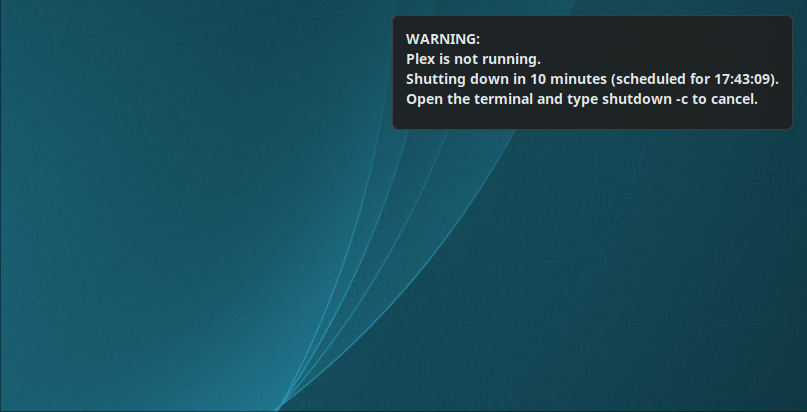 WARNING:
Plex is not running.
Shutting down in 10 minutes (scheduled for 17:43:09).
Open the terminal and type shutdown -c to cancel.